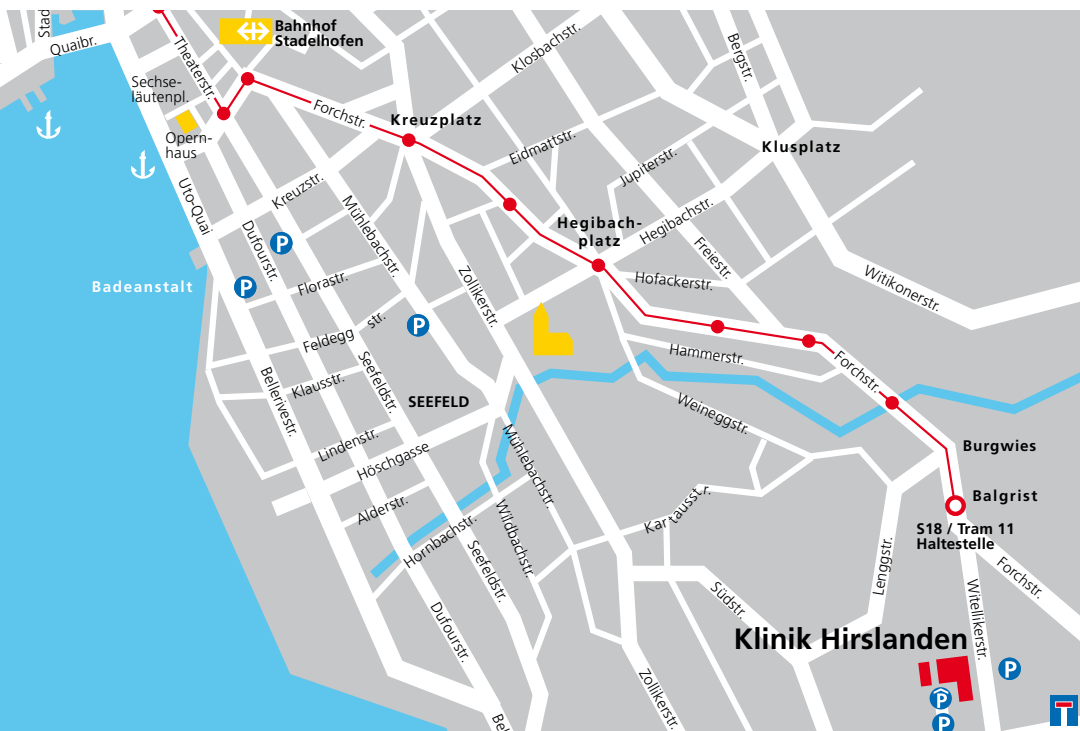 Stad
Quaibr.
Theaterstr.
Bahnhof
Stadelhofen
Sechse-
läutenpl.
Opern-
haus
Forchstr.
Kreuzplatz
Klosbachstr.
Bergstr.
Klusplatz
Eidmattstr.
Jupiterstr.
Hegibachstr.
Hegibach-
platz
Uto-Quai
Kreuzstr.
Mühlebachstr.
Dufourstr.
P
P
Badeanstalt
Florastr.
Zollikerstr.
Freiestr.
Hofackerstr.
Witikonerstr.
Feldegg
str.
P
Hammerstr.
Forchstr.
Klausstr.
Seefeldstr.
Bellerivestr.
SEEFELD
Weineggstr.
Lindenstr.
Höschgasse
Mühlebachstr.
Burgwies
Balgrist
S18 / Tram 11
Haltestelle
Alderstr.
Kartausstr.
Hornbachstr.
Wildbachstr.
Seefeldstr.
Lenggstr.
Forchstr.
Südstr.
Witellikerstr.
Dufourstr.
Klinik Hirslanden
Zollikerstr.
P
P
P
Bel